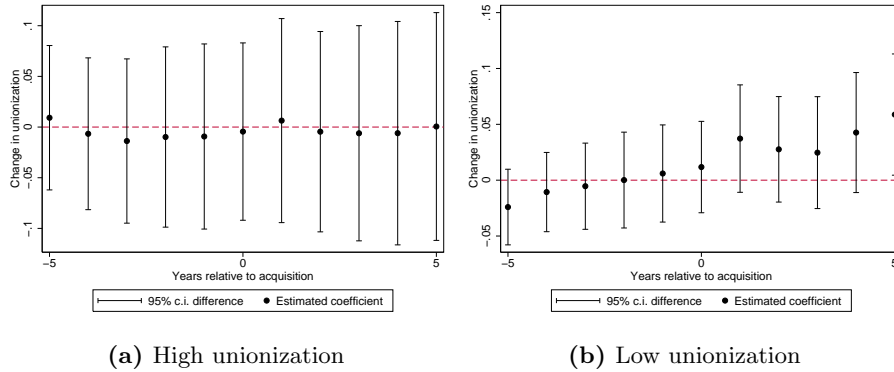 .1
.05
0
-.05
-.1
Change in unionization
-5
0
5
Years relative to acquisition
95% c.i. difference
Estimated coefficient
(a) High unionization
.15
.1
.05
0
-.05
Change in unionization
-5
0
5
Years relative to acquisition
95% c.i. difference
Estimated coefficient
(b) Low unionization